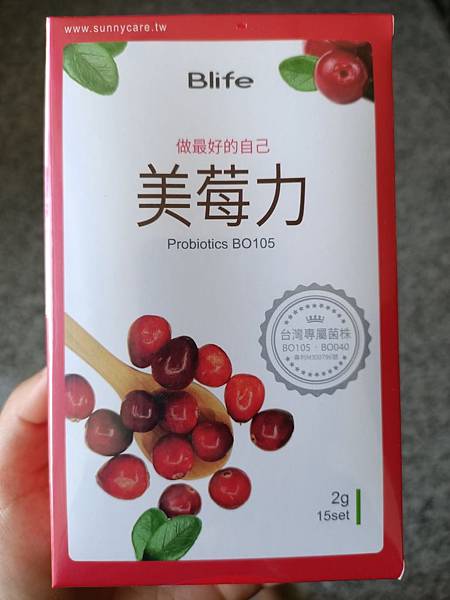 www.sunnycare.tw
Blife
做最好的自己
美莓力
Probiotics BO105
台灣專屬菌株
BO105．BO040
2g
15set